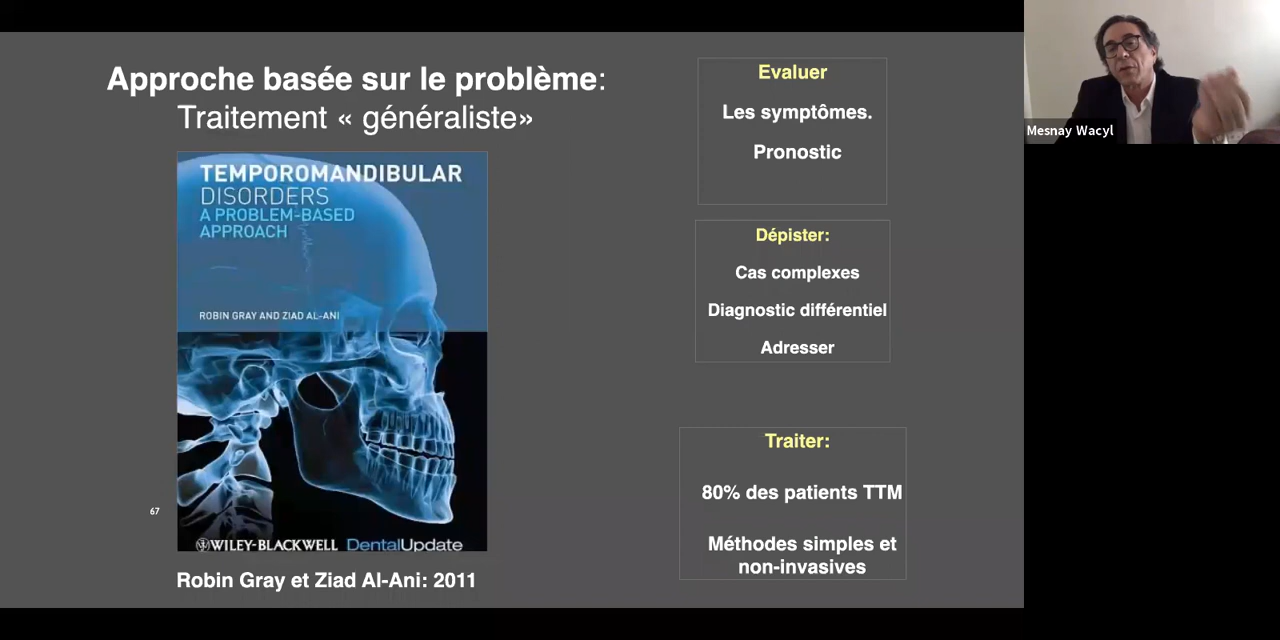 Approche basée sur le problème:
Traitement « généraliste»
TEMPOROMANDIBULAR
DISORDERS
A PROBLEM-BASED
APPROACH
ROBIN GRAY AND ZIAD AL-ANI
WILEY-BLACKWELL DentalUpdate
67
Robin Gray et Ziad Al-Ani: 2011
Evaluer
Les symptômes.
Pronostic
Dépister:
Cas complexes
Diagnostic différentiel
Adresser
Traiter:
80% des patients TTM
Méthodes simples et
non-invasives
Mesnay Wacyl